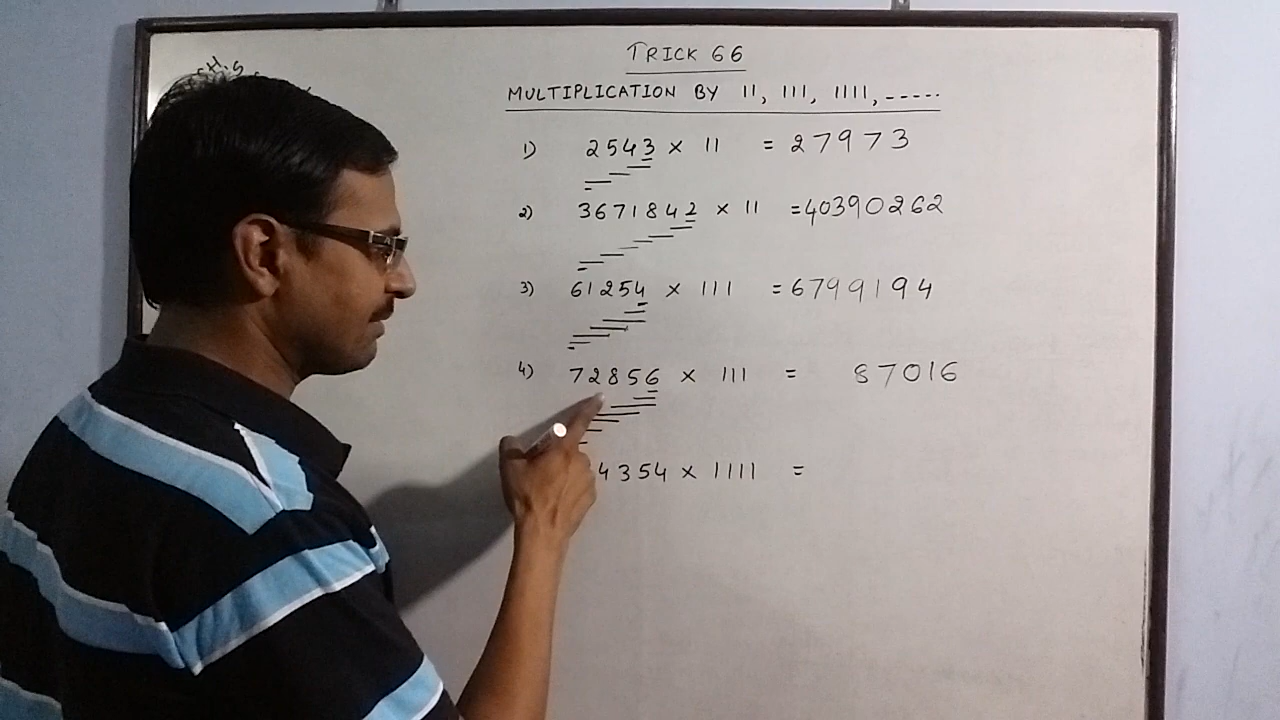 TRICK 66
MULTIPLICATION BY 11, 111, 1111, -----
1) 2543 x 11 = 27973
2) 3671842 x 11 = 40390262
3) 61254 x 111 = 6799194
4) 72856 x 111 = 87016
4354 x 1111 =